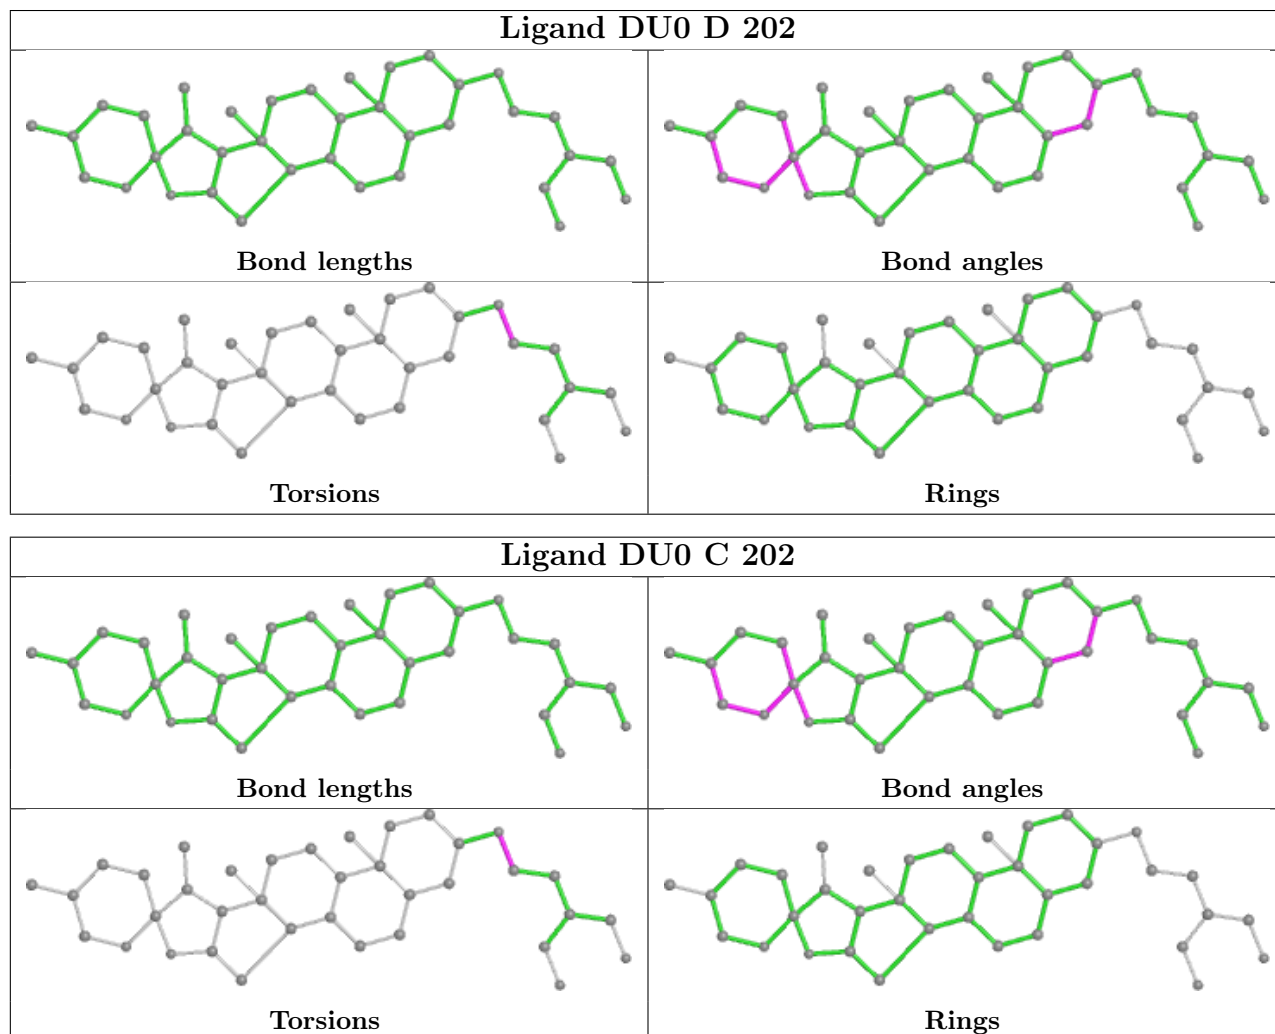 Ligand DU0 D 202
Bond lengths
Bond angles
Torsions
Rings
Ligand DU0 C 202
Bond lengths
Bond angles
Torsions
Rings